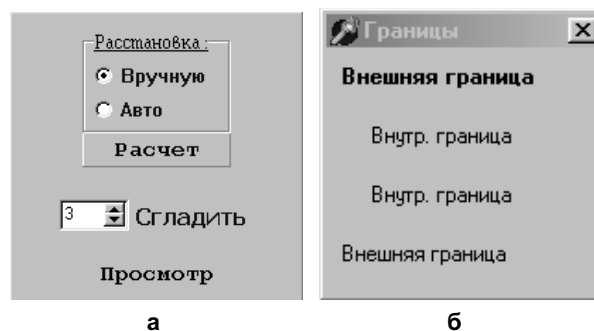 Расстановка :
Вручную
Авто
Расчет
3 Сгладить
Просмотр
а
Границы
Внешняя граница
Внутр. граница
Внутр. граница
Внешняя граница
б